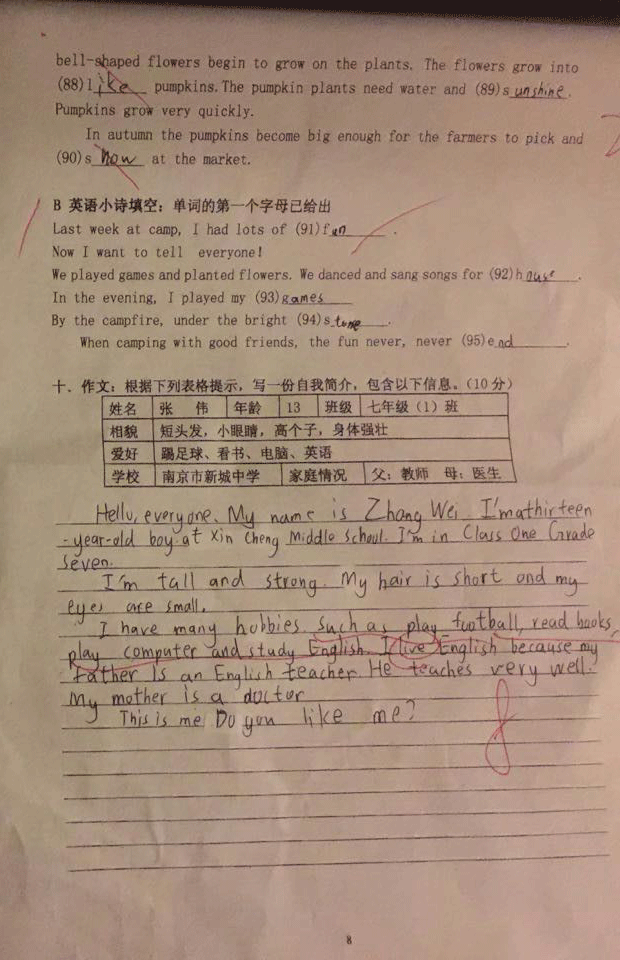 bell-shaped flowers begin to grow on the plants. The flowers grow into
(88)like pumpkins. The pumpkin plants need water and (89)sunshine.
Pumpkins grow very quickly.
In autumn the pumpkins become big enough for the farmers to pick and
(90)show at the market.
B 英语小诗填空：单词的第一个字母已给出
Last week at camp, I had lots of (91)fun.
Now I want to tell everyone!
We played games and planted flowers. We danced and sang songs for (92)house.
In the evening, I played my (93)games
By the campfire, under the bright (94)stone.
When camping with good friends, the fun never, never (95)end.
十．作文：根据下列表格提示，写一份自我简介，包含以下信息。（10 分）
姓名 张 伟 年龄 13 班级 七年级（1）班
相貌 短头发，小眼睛，高个子，身体强壮
爱好 踢足球、看书、电脑、英语
学校 南京市新城中学 家庭情况 父：教师 母：医生
Hello, everyone. My name is Zhang Wei. I'm a thirteen
-year-old boy at Xin Cheng Middle School. I'm in Class One Grade
Seven.
I'm tall and strong. My hair is short and my
eyes are small.
I have many hobbies such as play football, read books,
play computer and study English. I live English because my
father is an English teacher. He teaches very well.
My mother is a doctor
This is me Do you like me?
8